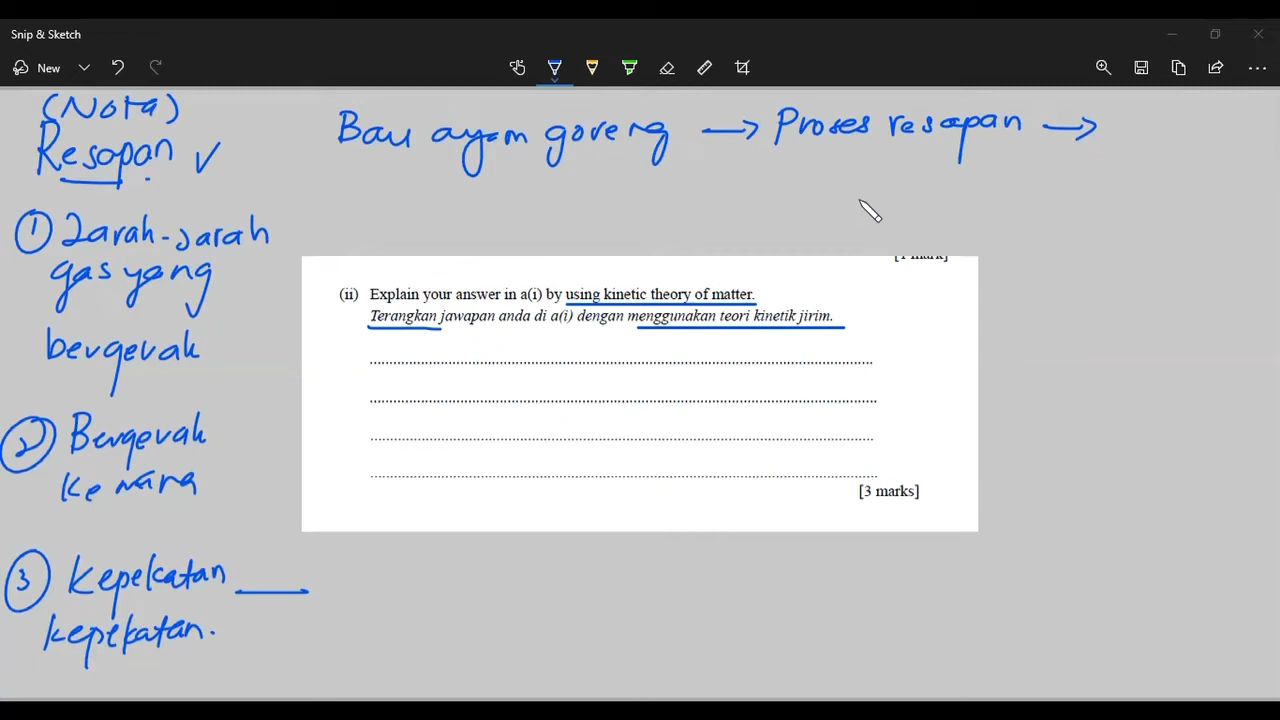 Snip & Sketch
New
(Nota)
Resapan ✓
Bau ayam goreng → Proses resapan →
① Zarah-zarah
gas yang
bergerak
② Bergerak
ke mana
③ Kepekatan ___
kepekatan.
[1 mark]
(ii) Explain your answer in a(i) by using kinetic theory of matter.
Terangkan jawapan anda di a(i) dengan menggunakan teori kinetik jirim.
[3 marks]